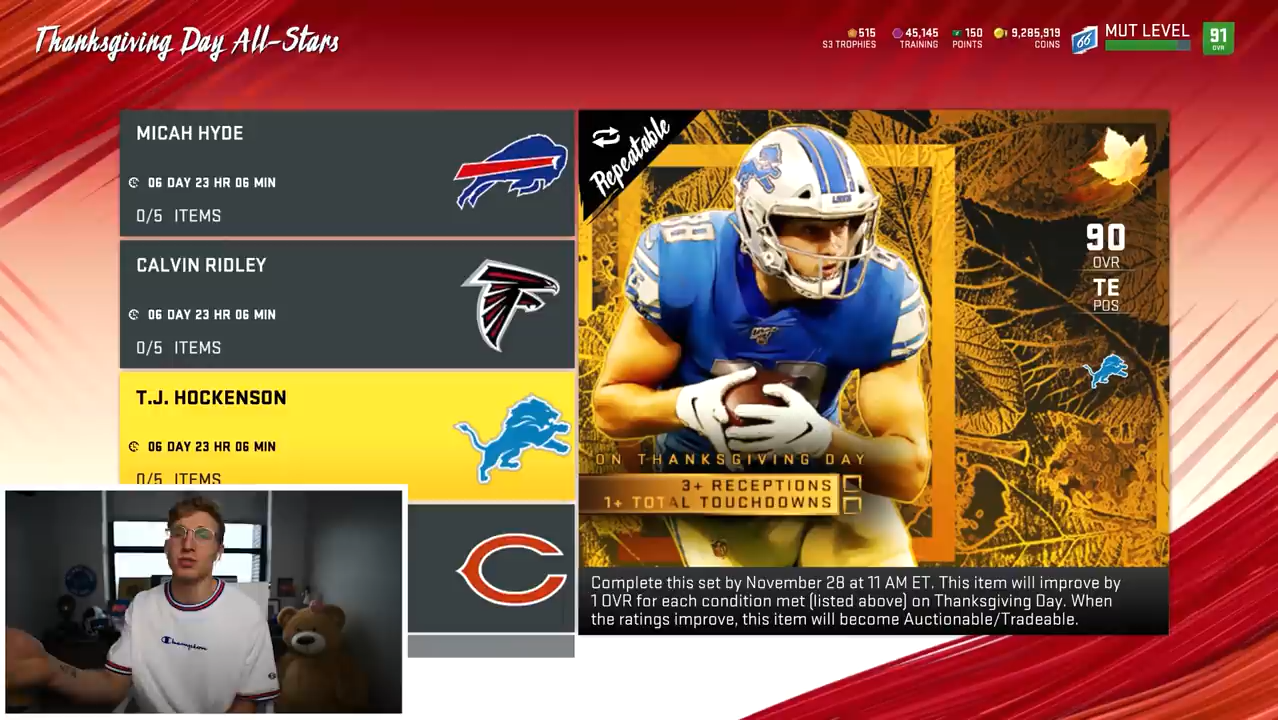 Thanksgiving Day All-Stars
515
S3 TROPHIES
45,145
TRAINING
150
POINTS
9,285,919
COINS
66
MUT LEVEL
91
OVR
MICAH HYDE
06 DAY 23 HR 06 MIN
0/5 ITEMS
CALVIN RIDLEY
06 DAY 23 HR 06 MIN
0/5 ITEMS
T.J. HOCKENSON
06 DAY 23 HR 06 MIN
0/5 ITEMS
Repeatable
90
OVR
TE
POS
88
LIONS
ON THANKSGIVING DAY
3+ RECEPTIONS
1+ TOTAL TOUCHDOWNS
Complete this set by November 28 at 11 AM ET. This item will improve by
1 OVR for each condition met (listed above) on Thanksgiving Day. When
the ratings improve, this item will become Auctionable/Tradeable.
Champion